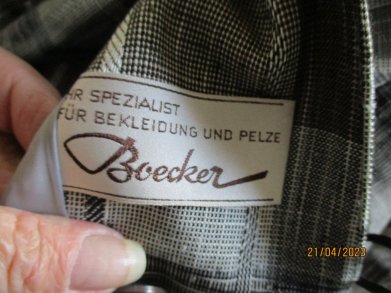 HR SPEZIALIST
FÜR BEKLEIDUNG UND PELZE
Boecker
21/04/2023